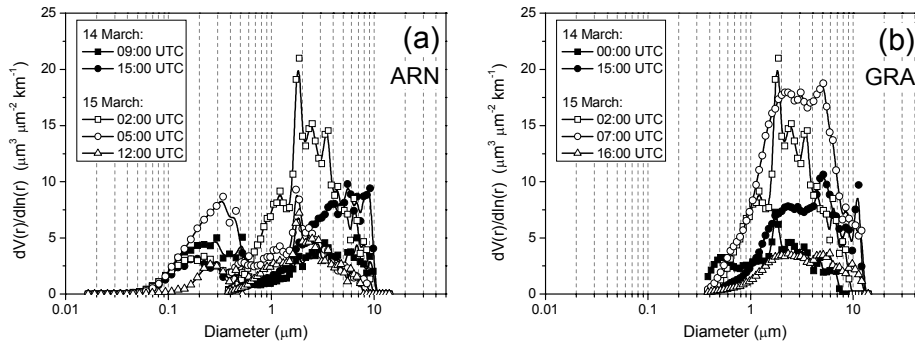 (a)
ARN
14 March:
09:00 UTC
15:00 UTC
15 March:
02:00 UTC
05:00 UTC
12:00 UTC
25
20
15
10
5
0
dV(r)/dln(r) (μm³ μm⁻² km⁻¹)
0.01 0.1 1 10
Diameter (μm)
(b)
GRA
14 March:
00:00 UTC
15:00 UTC
15 March:
02:00 UTC
07:00 UTC
16:00 UTC
25
20
15
10
5
0
dV(r)/dln(r) (μm³ μm⁻² km⁻¹)
0.01 0.1 1 10
Diameter (μm)